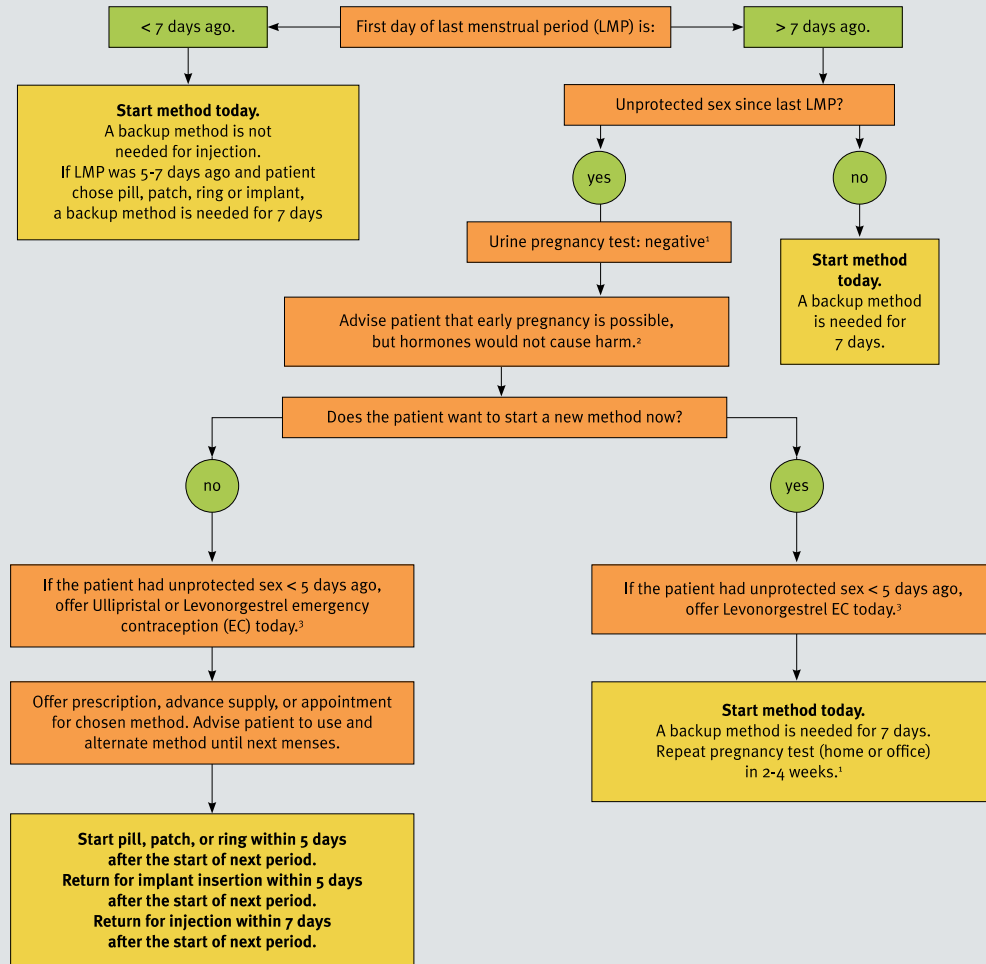 < 7 days ago.
First day of last menstrual period (LMP) is:
> 7 days ago.
Start method today.
A backup method is not
needed for injection.
If LMP was 5-7 days ago and patient
chose pill, patch, ring or implant,
a backup method is needed for 7 days
Unprotected sex since last LMP?
yes
no
Urine pregnancy test: negative¹
Start method
today.
A backup method
is needed for
7 days.
Advise patient that early pregnancy is possible,
but hormones would not cause harm.²
Does the patient want to start a new method now?
no
yes
If the patient had unprotected sex < 5 days ago,
offer Ullipristal or Levonorgestrel emergency
contraception (EC) today.³
If the patient had unprotected sex < 5 days ago,
offer Levonorgestrel EC today.³
Offer prescription, advance supply, or appointment
for chosen method. Advise patient to use and
alternate method until next menses.
Start method today.
A backup method is needed for 7 days.
Repeat pregnancy test (home or office)
in 2-4 weeks.¹
Start pill, patch, or ring within 5 days
after the start of next period.
Return for implant insertion within 5 days
after the start of next period.
Return for injection within 7 days
after the start of next period.